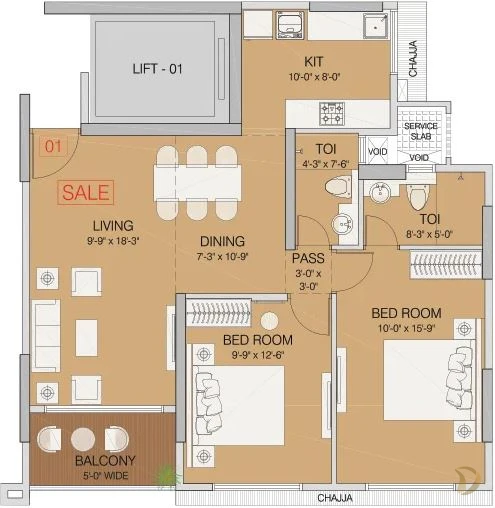 LIFT - 01
KIT
10'-0" x 8'-0"
CHAJJA
01
SALE
LIVING
9'-9" x 18'-3"
DINING
7'-3" x 10'-9"
TOI
4'-3" x 7'-6"
VOID
SERVICE
SLAB
VOID
TOI
8'-3" x 5'-0"
PASS
3'-0" x
3'-0"
BED ROOM
9'-9" x 12'-6"
BED ROOM
10'-0" x 15'-9"
BALCONY
5'-0" WIDE
CHAJJA